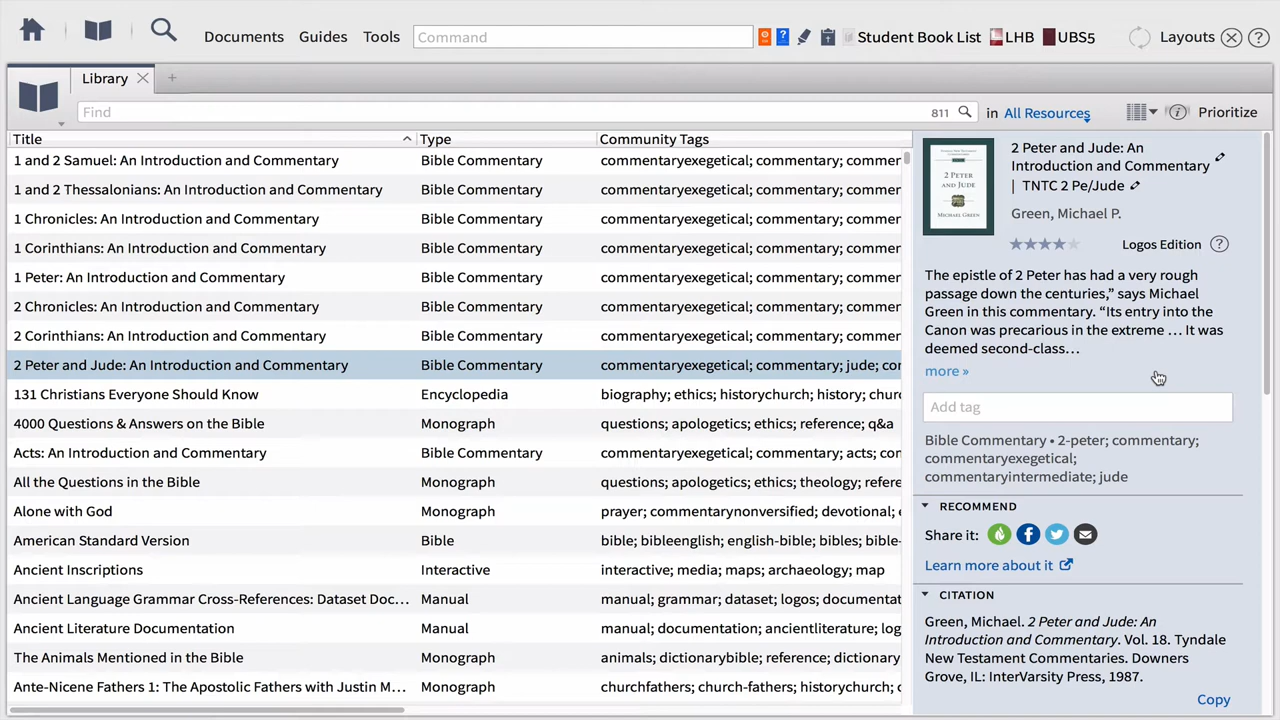 Documents Guides Tools Command Student Book List LHB UBS5 Layouts
Library
Find 811 in All Resources Prioritize
Title Type Community Tags
1 and 2 Samuel: An Introduction and Commentary Bible Commentary commentaryexegetical; commentary; commer
1 and 2 Thessalonians: An Introduction and Commentary Bible Commentary commentaryexegetical; commentary; commer
1 Chronicles: An Introduction and Commentary Bible Commentary commentaryexegetical; commentary; commer
1 Corinthians: An Introduction and Commentary Bible Commentary commentaryexegetical; commentary; commer
1 Peter: An Introduction and Commentary Bible Commentary commentaryexegetical; commentary; commer
2 Chronicles: An Introduction and Commentary Bible Commentary commentaryexegetical; commentary; commer
2 Corinthians: An Introduction and Commentary Bible Commentary commentaryexegetical; commentary; commer
2 Peter and Jude: An Introduction and Commentary Bible Commentary commentaryexegetical; commentary; jude; cor
131 Christians Everyone Should Know Encyclopedia biography; ethics; historychurch; history; churc
4000 Questions & Answers on the Bible Monograph questions; apologetics; ethics; reference; q&a
Acts: An Introduction and Commentary Bible Commentary commentaryexegetical; commentary; acts; cor
All the Questions in the Bible Monograph questions; apologetics; ethics; theology; refere
Alone with God Monograph prayer; commentarynonversified; devotional; e
American Standard Version Bible bible; bibleenglish; english-bible; bibles; bible-
Ancient Inscriptions Interactive interactive; media; maps; archaeology; map
Ancient Language Grammar Cross-References: Dataset Doc... Manual manual; grammar; dataset; logos; documentat
Ancient Literature Documentation Manual manual; documentation; ancientliterature; log
The Animals Mentioned in the Bible Monograph animals; dictionarybible; reference; dictionary
Ante-Nicene Fathers 1: The Apostolic Fathers with Justin M... Monograph churchfathers; church-fathers; historychurch; h
2 PETER
AND JUDE
MICHAEL GREEN
2 Peter and Jude: An
Introduction and Commentary
| TNTC 2 Pe/Jude
Green, Michael P.
Logos Edition
The epistle of 2 Peter has had a very rough
passage down the centuries,” says Michael
Green in this commentary. “Its entry into the
Canon was precarious in the extreme … It was
deemed second-class…
more »
Add tag
Bible Commentary • 2-peter; commentary;
commentaryexegetical;
commentaryintermediate; jude
RECOMMEND
Share it:
Learn more about it
CITATION
Green, Michael. 2 Peter and Jude: An
Introduction and Commentary. Vol. 18. Tyndale
New Testament Commentaries. Downers
Grove, IL: InterVarsity Press, 1987.
Copy